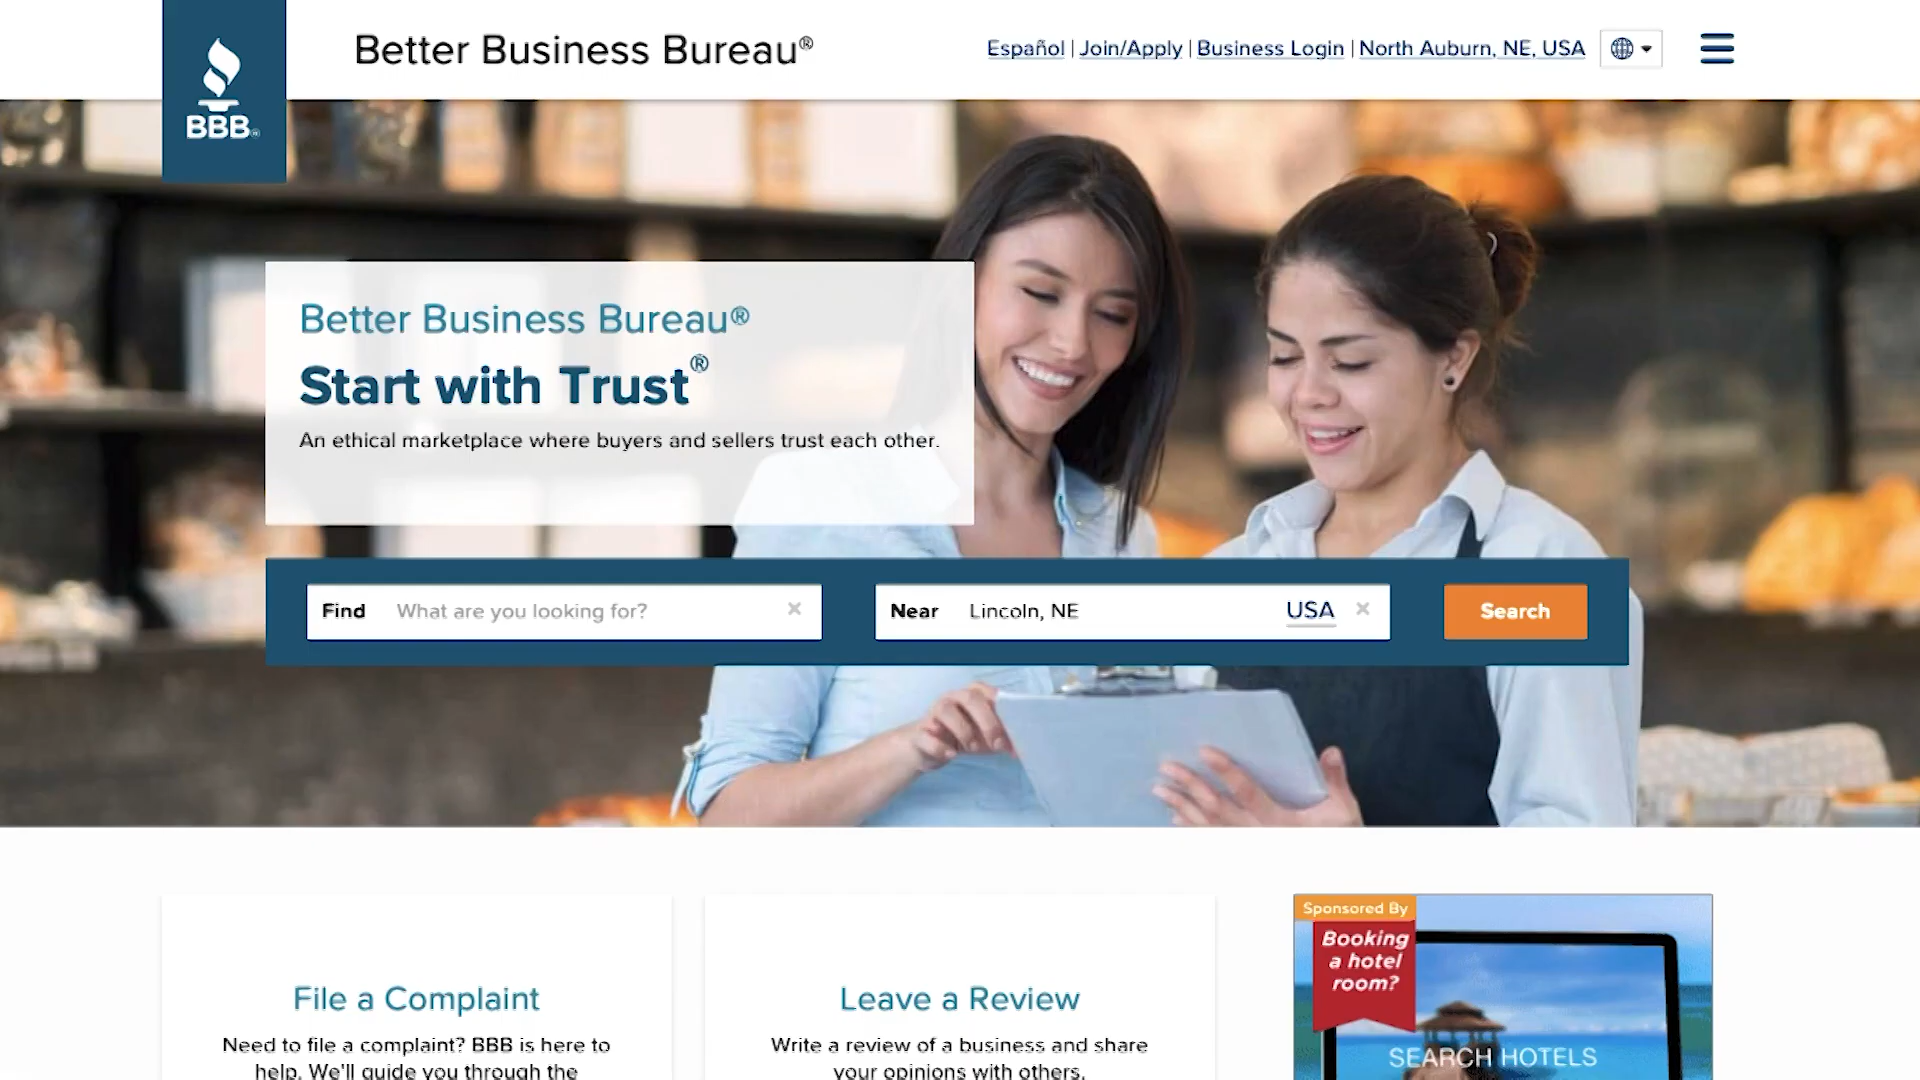 BBB®
Better Business Bureau®
Español | Join/Apply | Business Login | North Auburn, NE, USA
Better Business Bureau®
Start with Trust®
An ethical marketplace where buyers and sellers trust each other.
Find What are you looking for? ×
Near Lincoln, NE USA ×
Search
File a Complaint
Need to file a complaint? BBB is here to
help. We'll guide you through the
Leave a Review
Write a review of a business and share
your opinions with others.
Sponsored By
Booking
a hotel
room?
SEARCH HOTELS